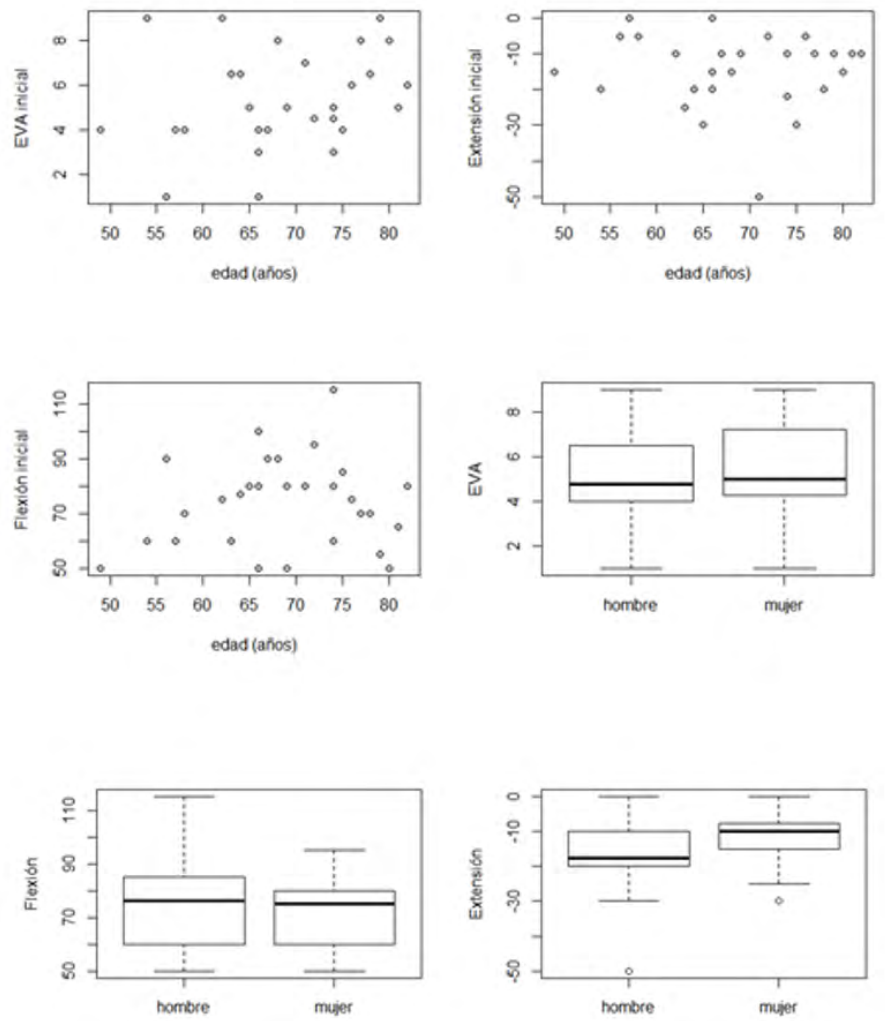 EVA inicial
8
6
4
2
50 55 60 65 70 75 80
edad (años)
Extensión inicial
-0
-10
-30
-50
50 55 60 65 70 75 80
edad (años)
Flexión inicial
110
90
70
50
50 55 60 65 70 75 80
edad (años)
EVA
8
6
4
2
hombre mujer
Flexión
110
90
70
50
hombre mujer
Extensión
-0
-10
-30
-50
hombre mujer